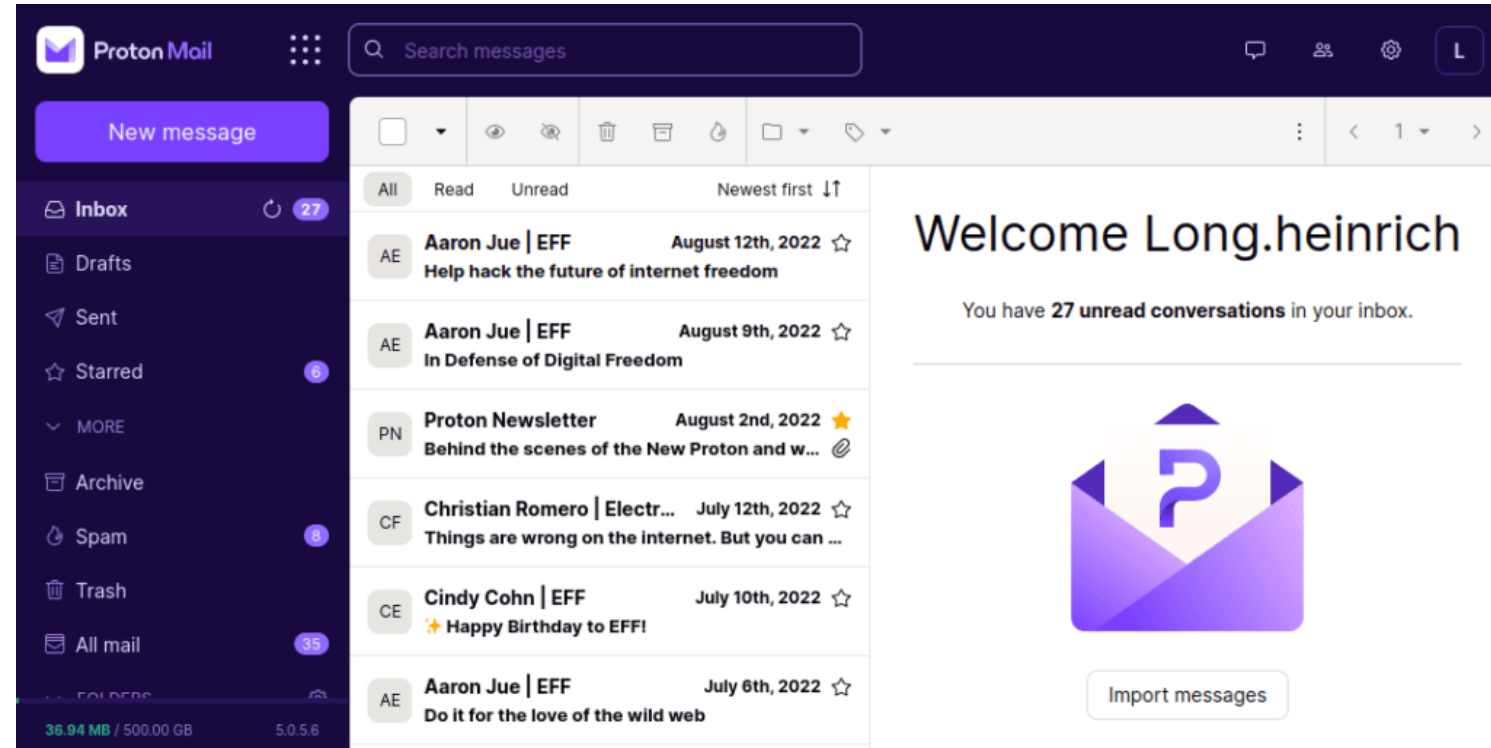 Proton Mail
Search messages
L
New message
Inbox 27
Drafts
Sent
Starred 6
MORE
Archive
Spam 8
Trash
All mail 35
FOLDERS
36.94 MB / 500.00 GB 5.0.5.6
1
All Read Unread Newest first
AE Aaron Jue | EFF August 12th, 2022
Help hack the future of internet freedom
AE Aaron Jue | EFF August 9th, 2022
In Defense of Digital Freedom
PN Proton Newsletter August 2nd, 2022
Behind the scenes of the New Proton and w...
CF Christian Romero | Electr... July 12th, 2022
Things are wrong on the internet. But you can ...
CE Cindy Cohn | EFF July 10th, 2022
✨ Happy Birthday to EFF!
AE Aaron Jue | EFF July 6th, 2022
Do it for the love of the wild web
Welcome Long.heinrich
You have 27 unread conversations in your inbox.
Import messages